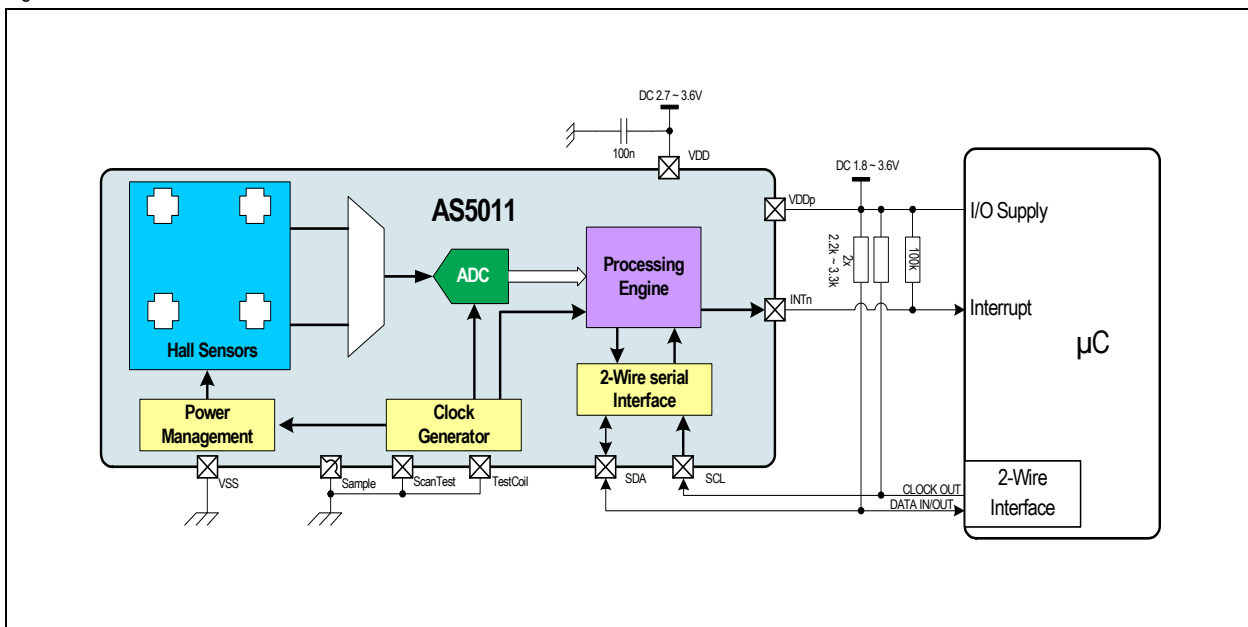 DC 2.7 ~ 3.6V
100n
VDD
AS5011
Hall Sensors
ADC
Processing
Engine
2-Wire serial
Interface
Power
Management
Clock
Generator
VSS
Sample
ScanTest
TestCoil
SDA
SCL
VDDp
INTn
DC 1.8 ~ 3.6V
2x
2.2k ~ 3.3k
100k
I/O Supply
Interrupt
µC
CLOCK OUT
DATA IN/OUT
2-Wire
Interface